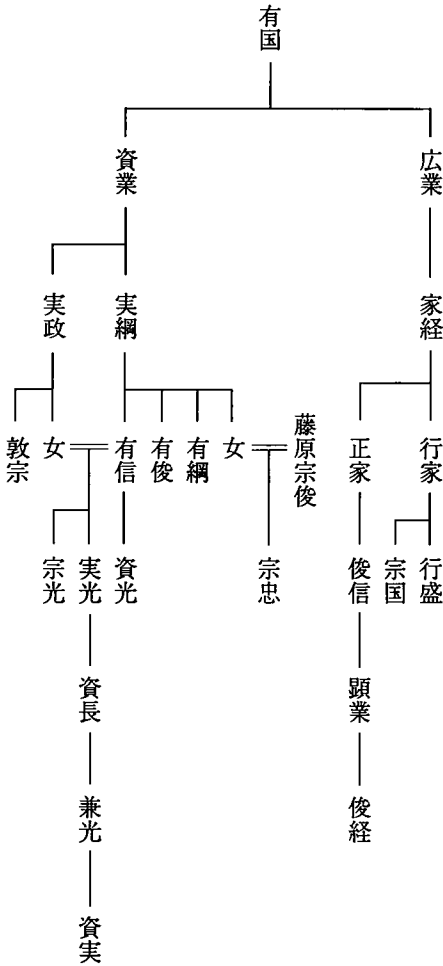 有国
広業
資業
家経
実綱
実政
藤原宗俊
行家
正家
女
有綱
有俊
有信
女
敦宗
行盛
宗国
俊信
宗忠
資光
実光
宗光
顕業
資長
俊経
兼光
資実